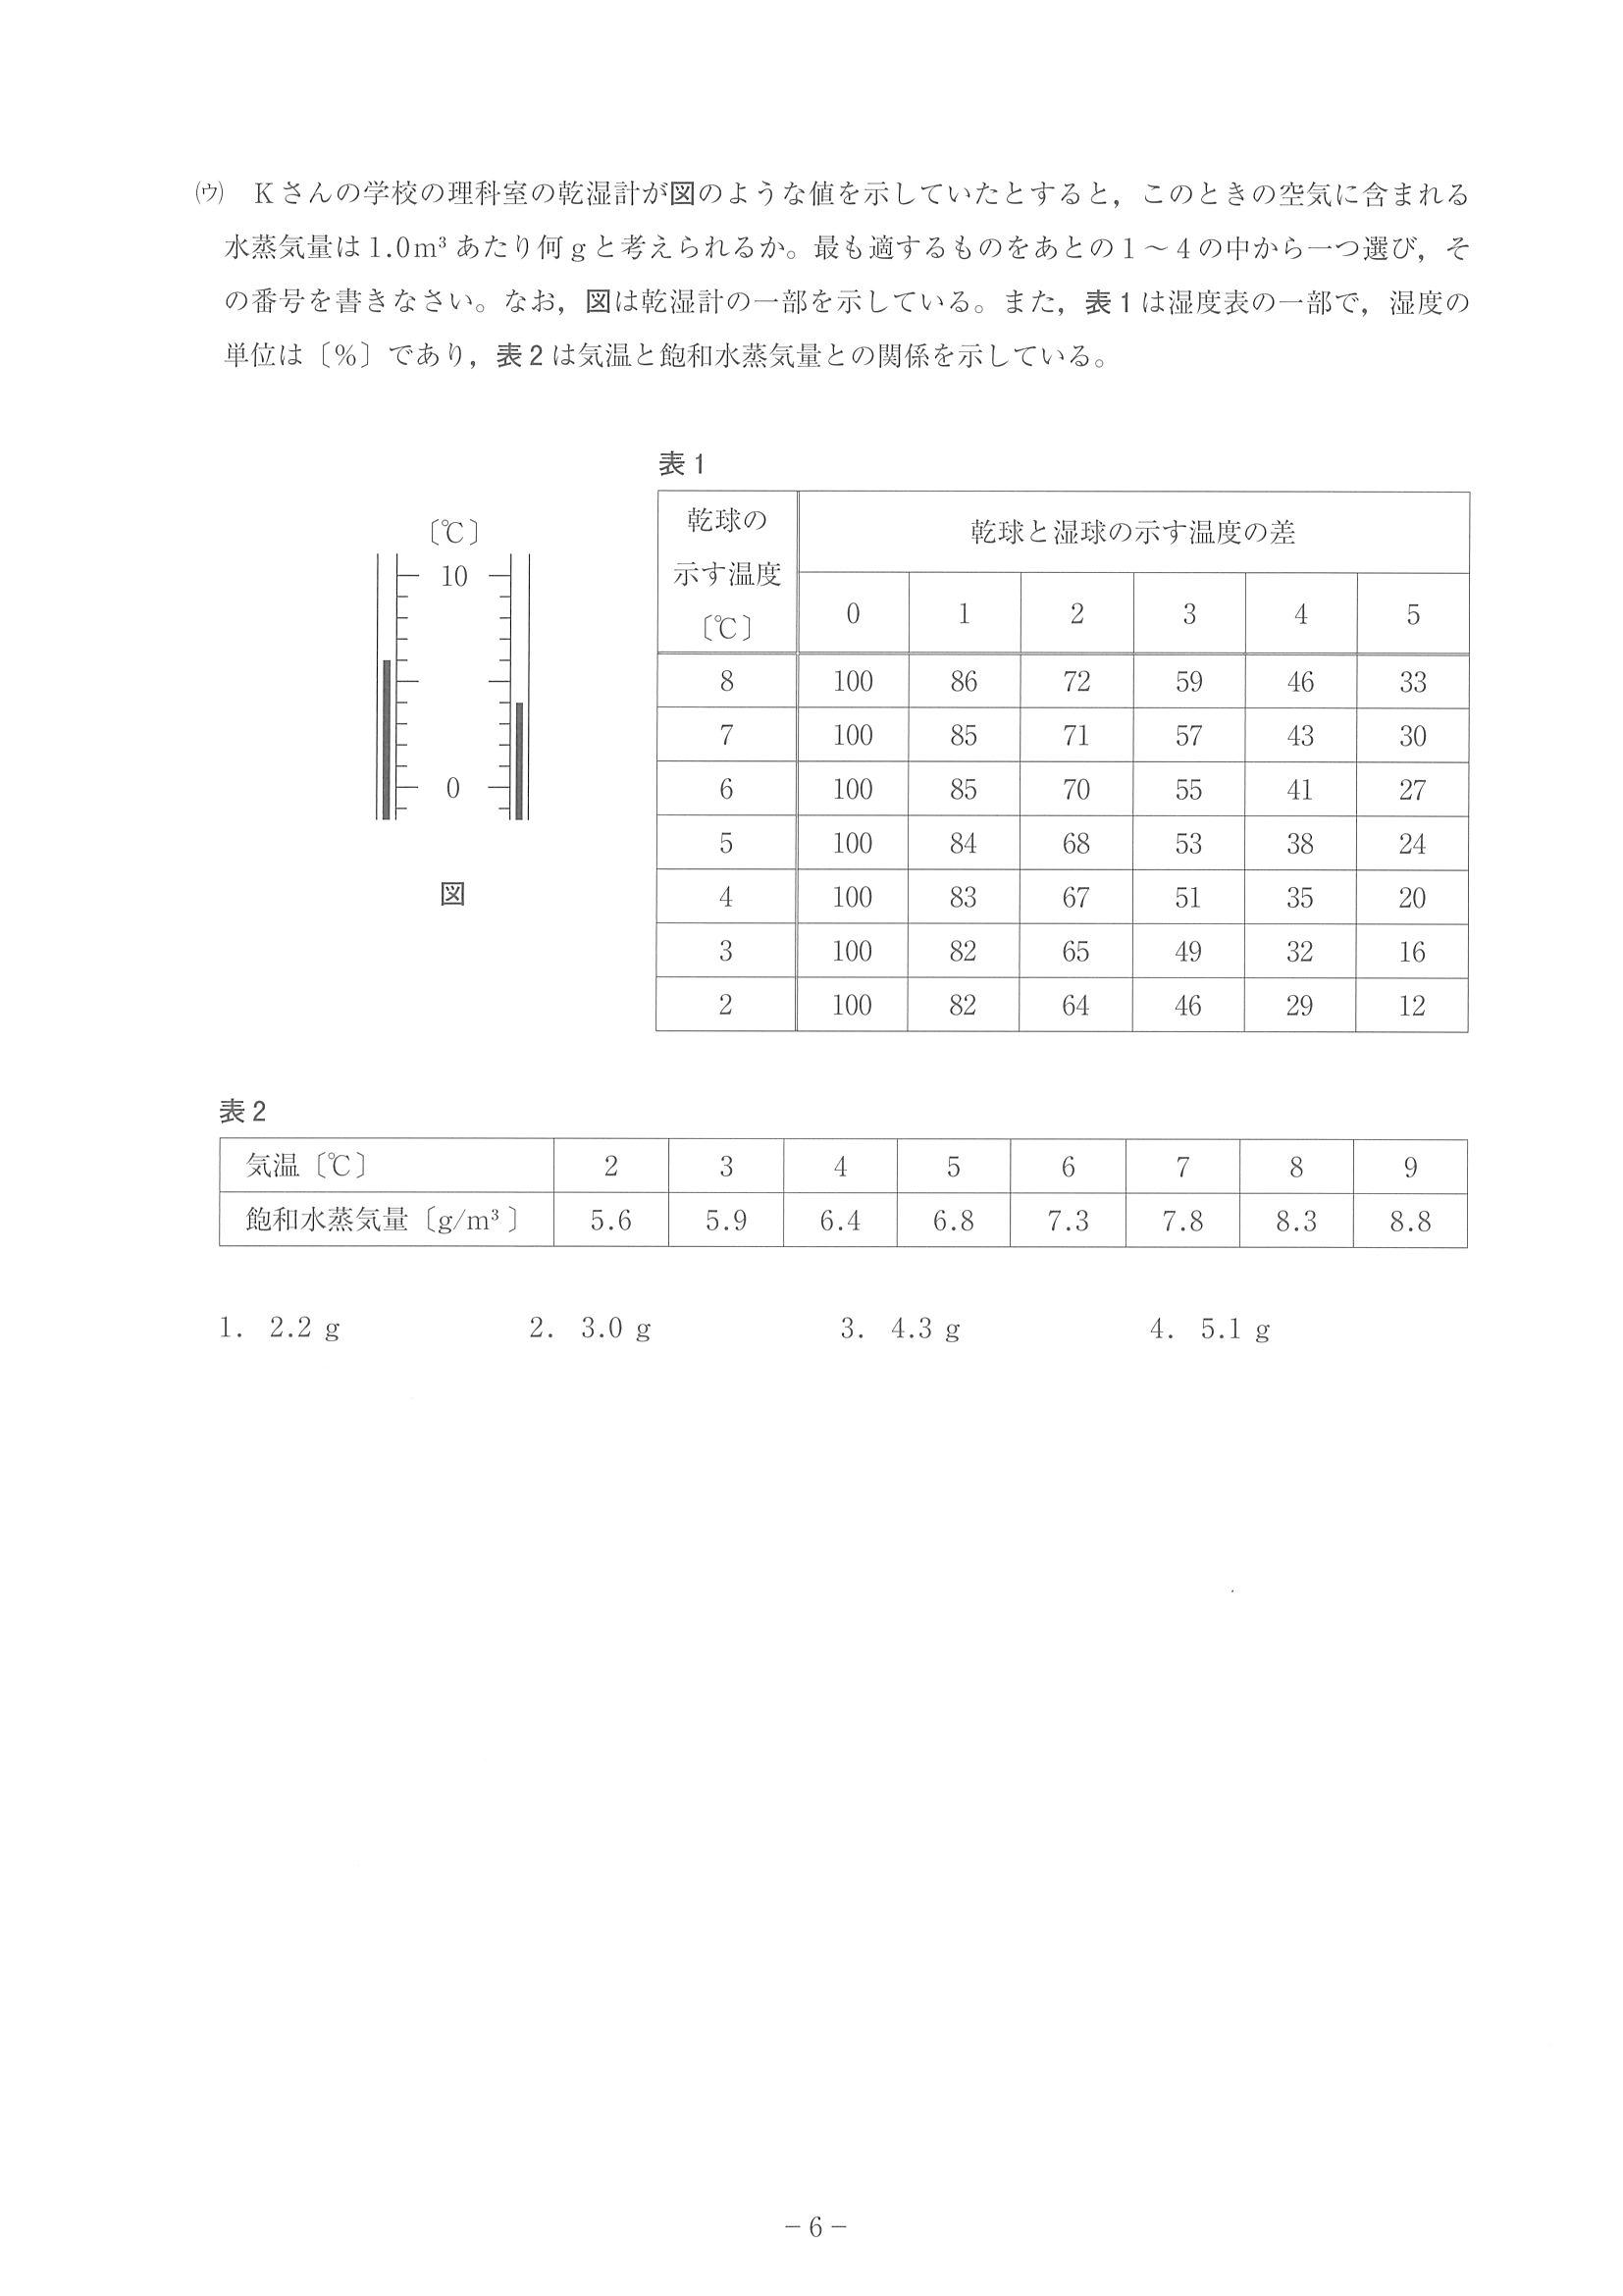 (ウ) Kさんの学校の理科室の乾湿計が図のような値を示していたとすると，このときの空気に含まれる
水蒸気量は1.0m³あたり何gと考えられるか。最も適するものをあとの1～4の中から一つ選び，そ
の番号を書きなさい。なお，図は乾湿計の一部を示している。また，表1は湿度表の一部で，湿度の
単位は〔%〕であり，表2は気温と飽和水蒸気量との関係を示している。
〔℃〕
10
0
図
表1
乾球の
示す温度
〔℃〕
乾球と湿球の示す温度の差
0 1 2 3 4 5
8 100 86 72 59 46 33
7 100 85 71 57 43 30
6 100 85 70 55 41 27
5 100 84 68 53 38 24
4 100 83 67 51 35 20
3 100 82 65 49 32 16
2 100 82 64 46 29 12
表2
気温〔℃〕 2 3 4 5 6 7 8 9
飽和水蒸気量〔g/m³〕 5.6 5.9 6.4 6.8 7.3 7.8 8.3 8.8
1. 2.2 g 2. 3.0 g 3. 4.3 g 4. 5.1 g
－6－